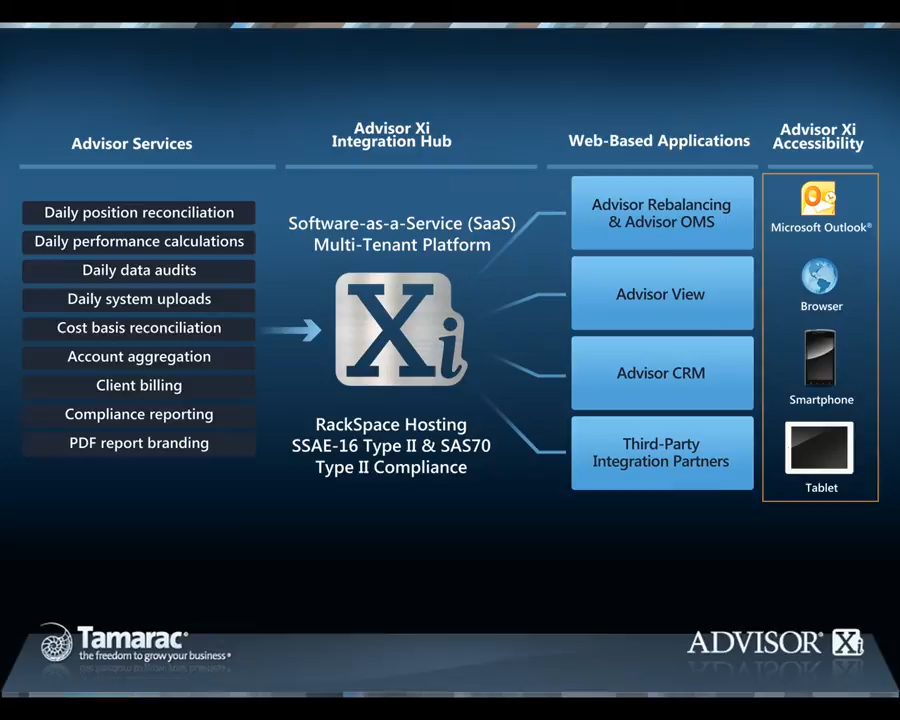 Advisor Services
Daily position reconciliation
Daily performance calculations
Daily data audits
Daily system uploads
Cost basis reconciliation
Account aggregation
Client billing
Compliance reporting
PDF report branding
Advisor Xi
Integration Hub
Software-as-a-Service (SaaS)
Multi-Tenant Platform
Xi
RackSpace Hosting
SSAE-16 Type II & SAS70
Type II Compliance
Web-Based Applications
Advisor Rebalancing
& Advisor OMS
Advisor View
Advisor CRM
Third-Party
Integration Partners
Advisor Xi
Accessibility
Microsoft Outlook®
Browser
Smartphone
Tablet
Tamarac®
the freedom to grow your business®
ADVISOR® Xi